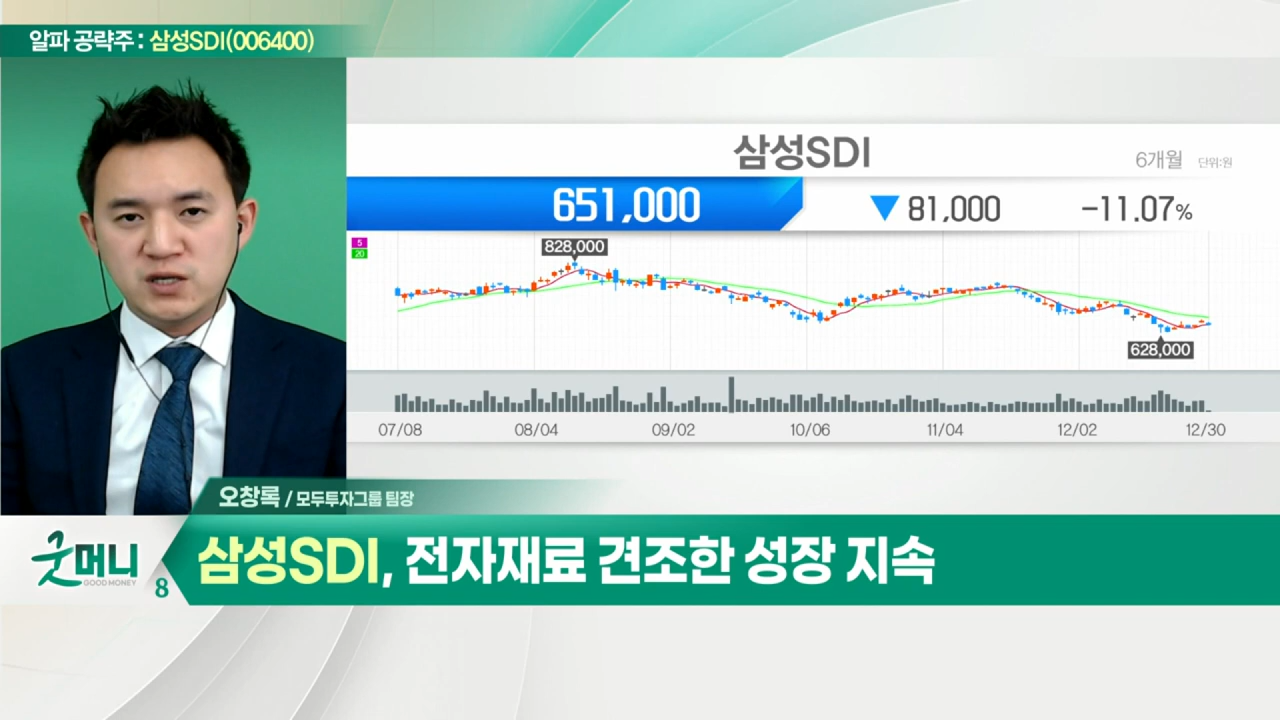 알파 공략주 : 삼성SDI(006400)
삼성SDI
6개월 단위:원
651,000 ▼ 81,000 -11.07%
5
20
828,000
628,000
07/08 08/04 09/02 10/06 11/04 12/02 12/30
오창록 / 모두투자그룹 팀장
굿머니
GOOD MONEY
8
삼성SDI, 전자재료 견조한 성장 지속